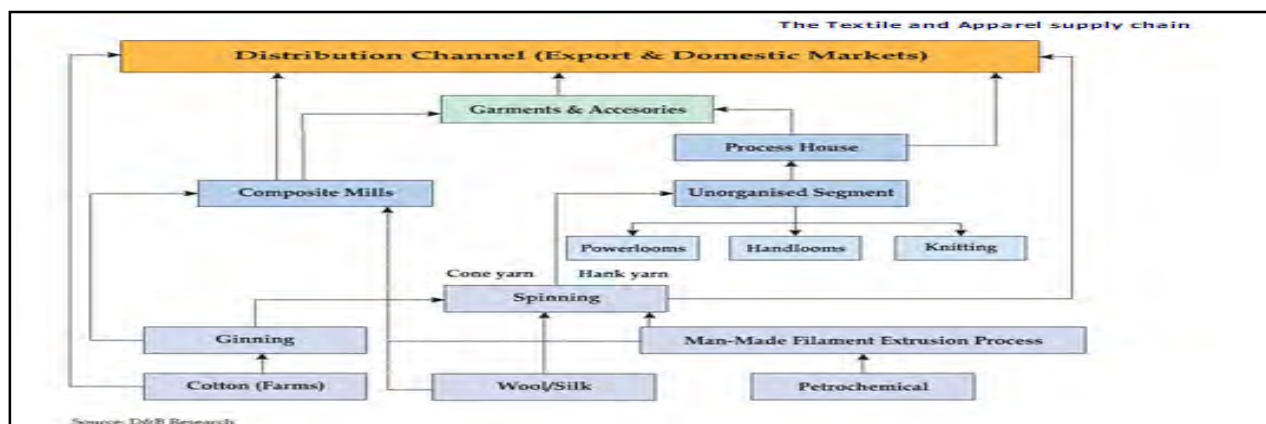 The Textile and Apparel supply chain
Distribution Channel (Export & Domestic Markets)
Garments & Accesories
Process House
Composite Mills
Unorganised Segment
Powerlooms
Handlooms
Knitting
Cone yarn
Hank yarn
Spinning
Ginning
Man-Made Filament Extrusion Process
Cotton (Farms)
Wool/Silk
Petrochemical
Source: D&B Research